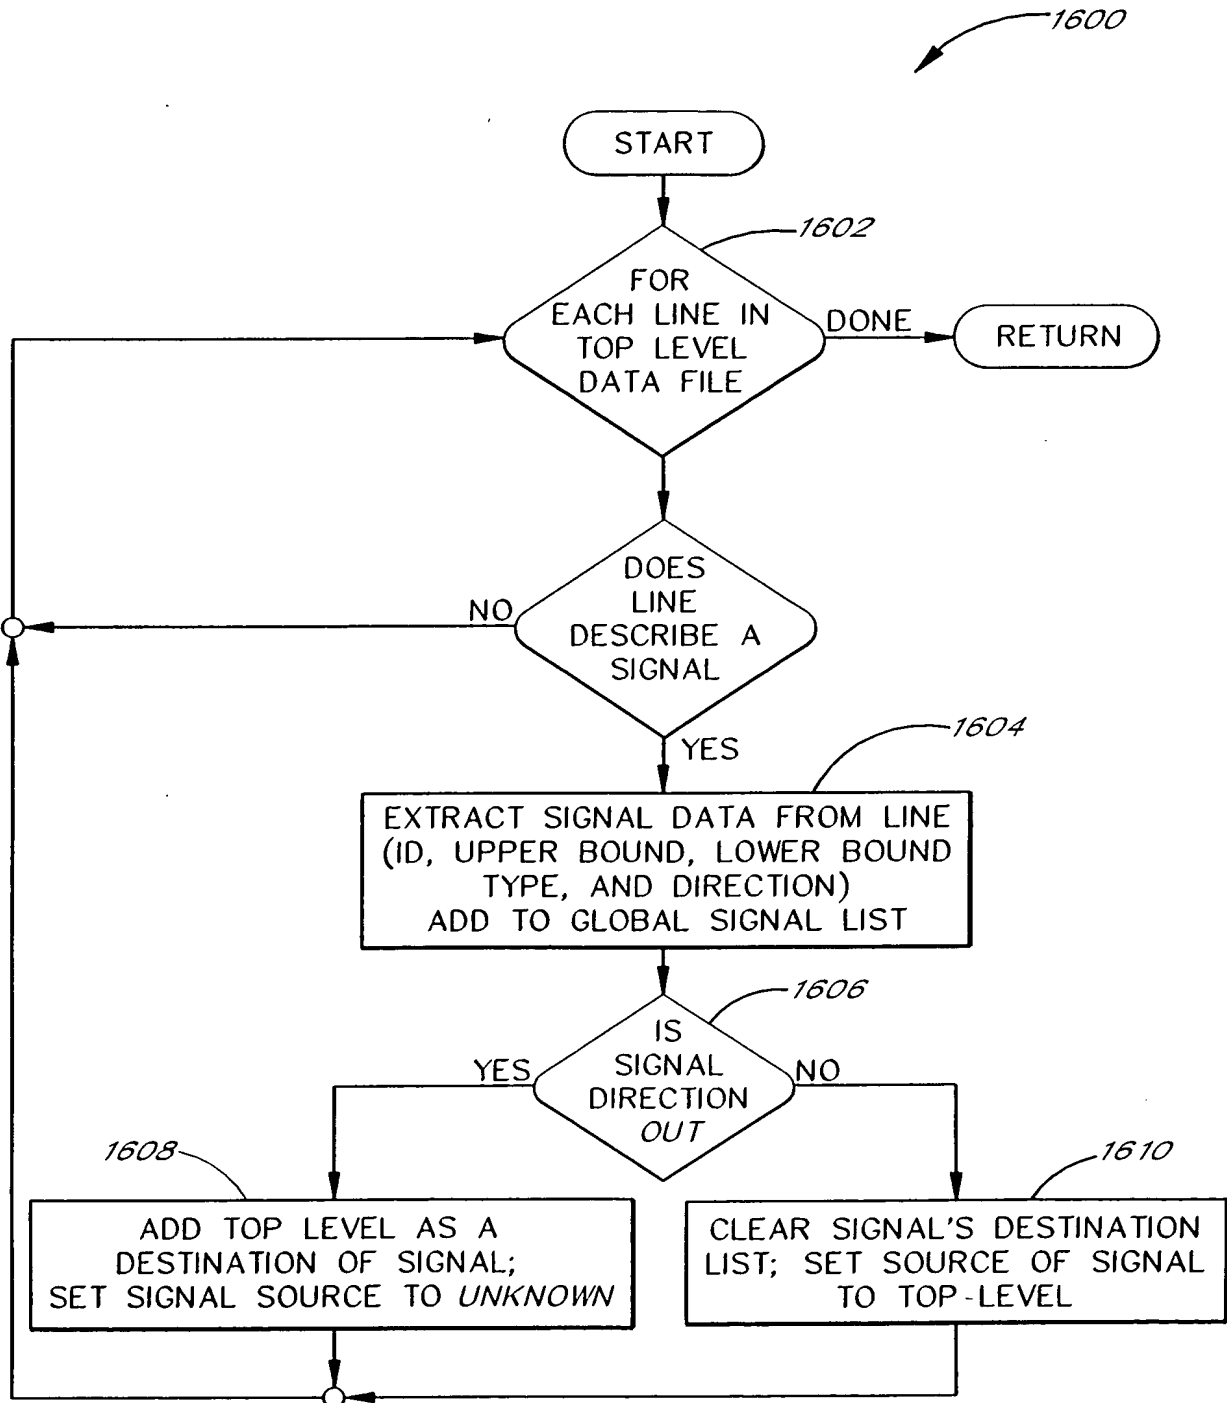 1600
START
1602
FOR
EACH LINE IN
TOP LEVEL
DATA FILE
DONE
RETURN
DOES
LINE
DESCRIBE A
SIGNAL
NO
YES
1604
EXTRACT SIGNAL DATA FROM LINE
(ID, UPPER BOUND, LOWER BOUND
TYPE, AND DIRECTION)
ADD TO GLOBAL SIGNAL LIST
1606
IS
SIGNAL
DIRECTION
OUT
YES
NO
1608
ADD TOP LEVEL AS A
DESTINATION OF SIGNAL;
SET SIGNAL SOURCE TO UNKNOWN
1610
CLEAR SIGNAL'S DESTINATION
LIST; SET SOURCE OF SIGNAL
TO TOP-LEVEL